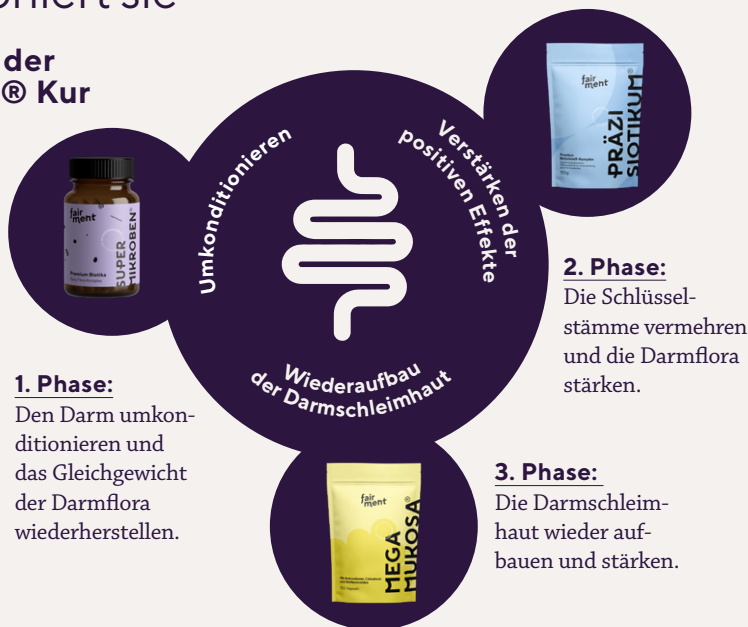 oniert sie
der
® Kur
Umkonditionieren
Verstärken der
positiven Effekte
Wiederaufbau
der Darmschleimhaut
fair
ment
SUPER
MIKROBEN®
Premium Biotika
fair
ment
PRÄZI
SIOTIKUM®
fair
ment
MEGA
MUKOSA®
1. Phase:
Den Darm umkon-
ditionieren und
das Gleichgewicht
der Darmflora
wiederherstellen.
2. Phase:
Die Schlüssel-
stämme vermehren
und die Darmflora
stärken.
3. Phase:
Die Darmschleim-
haut wieder auf-
bauen und stärken.